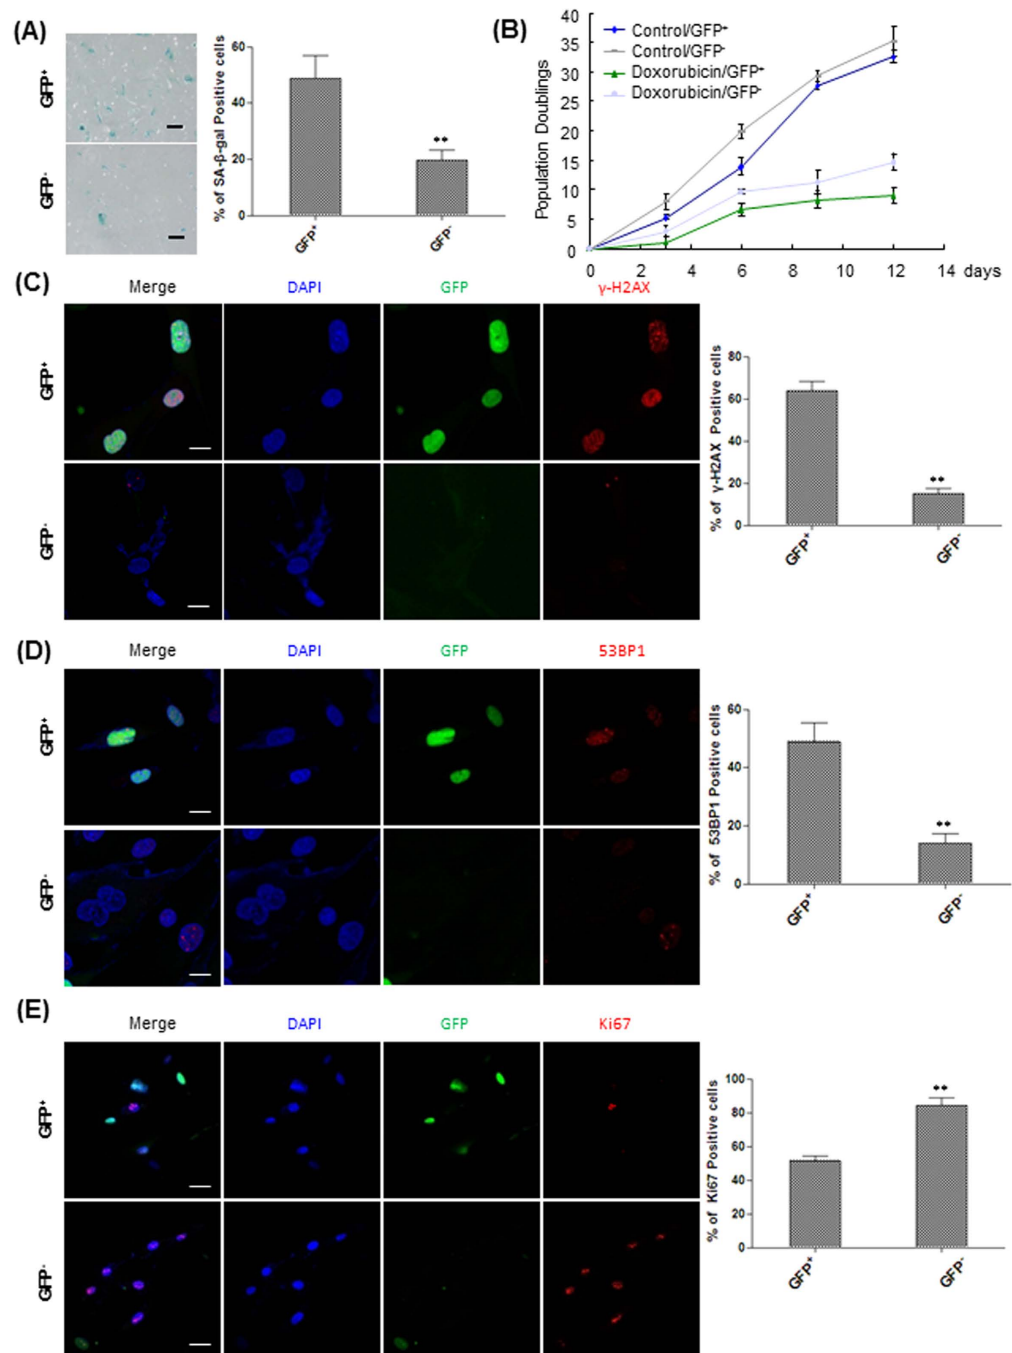 (A)
GFP⁺
GFP⁻
% of SA-β-gal Positive cells
60
40
20
0
**
GFP⁺
GFP⁻
(B)
Population Doublings
40
35
30
25
20
15
10
5
0
Control/GFP⁺
Control/GFP⁻
Doxorubicin/GFP⁺
Doxorubicin/GFP⁻
0 2 4 6 8 10 12 14 days
(C)
Merge DAPI GFP γ-H2AX
GFP⁺
GFP⁻
% of γ-H2AX Positive cells
80
60
40
20
0
**
GFP⁺
GFP⁻
(D)
Merge DAPI GFP 53BP1
GFP⁺
GFP⁻
% of 53BP1 Positive cells
60
40
20
0
**
GFP⁺
GFP⁻
(E)
Merge DAPI GFP Ki67
GFP⁺
GFP⁻
% of Ki67 Positive cells
100
80
60
40
20
0
**
GFP⁺
GFP⁻